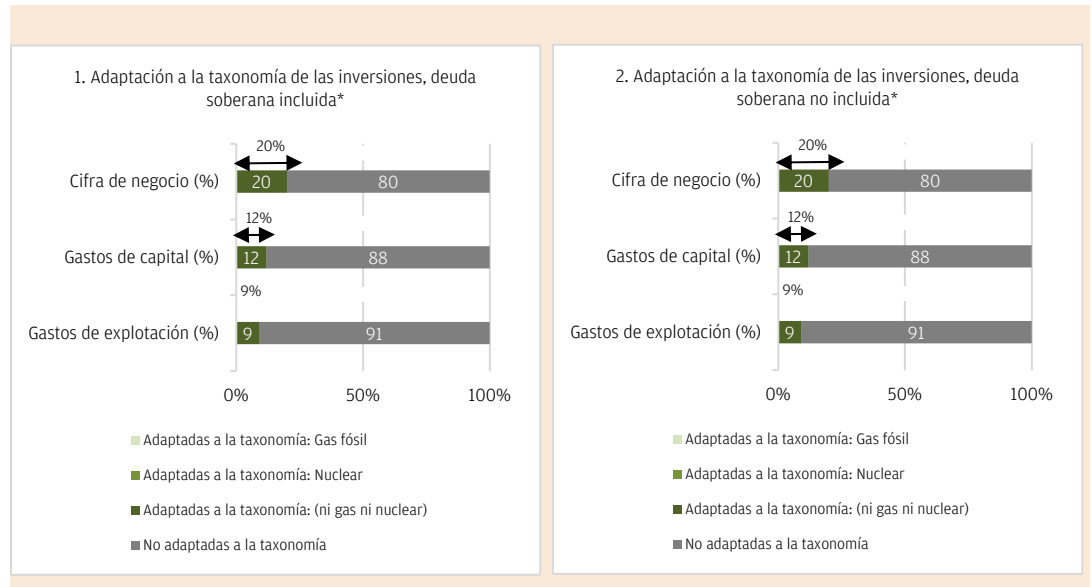 1. Adaptación a la taxonomía de las inversiones, deuda
soberana incluida*
20%
Cifra de negocio (%)
20
80
12%
Gastos de capital (%)
12
88
9%
Gastos de explotación (%)
9
91
0%
50%
100%
Adaptadas a la taxonomía: Gas fósil
Adaptadas a la taxonomía: Nuclear
Adaptadas a la taxonomía: (ni gas ni nuclear)
No adaptadas a la taxonomía
2. Adaptación a la taxonomía de las inversiones, deuda
soberana no incluida*
20%
Cifra de negocio (%)
20
80
12%
Gastos de capital (%)
12
88
9%
Gastos de explotación (%)
9
91
0%
50%
100%
Adaptadas a la taxonomía: Gas fósil
Adaptadas a la taxonomía: Nuclear
Adaptadas a la taxonomía: (ni gas ni nuclear)
No adaptadas a la taxonomía